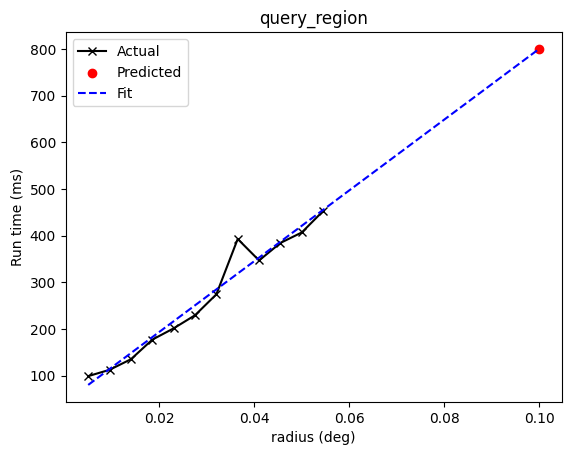 query_region
Actual
Predicted
Fit
800
700
600
500
400
300
200
100
Run time (ms)
0.02
0.04
0.06
0.08
0.10
radius (deg)